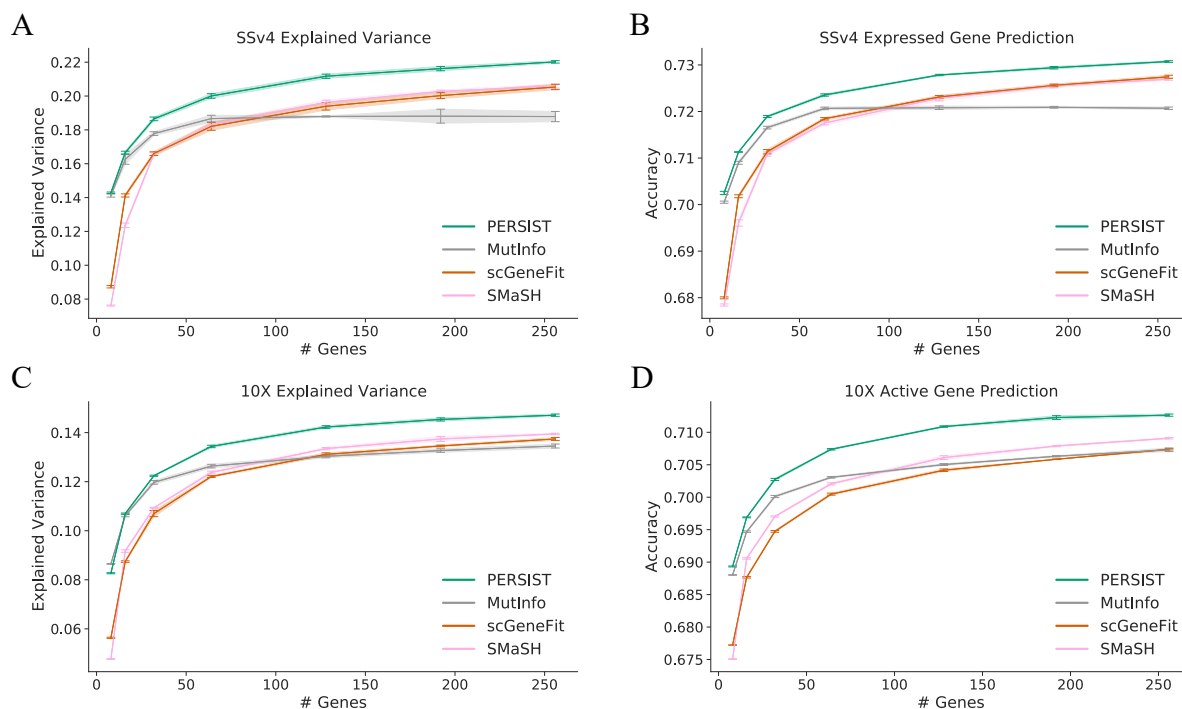 A
SSv4 Explained Variance
Explained Variance
0.22
0.20
0.18
0.16
0.14
0.12
0.10
0.08
0 50 100 150 200 250
# Genes
PERSIST
MutInfo
scGeneFit
SMaSH
B
SSv4 Expressed Gene Prediction
Accuracy
0.73
0.72
0.71
0.70
0.69
0.68
0 50 100 150 200 250
# Genes
PERSIST
MutInfo
scGeneFit
SMaSH
C
10X Explained Variance
Explained Variance
0.14
0.12
0.10
0.08
0.06
0 50 100 150 200 250
# Genes
PERSIST
MutInfo
scGeneFit
SMaSH
D
10X Active Gene Prediction
Accuracy
0.710
0.705
0.700
0.695
0.690
0.685
0.680
0.675
0 50 100 150 200 250
# Genes
PERSIST
MutInfo
scGeneFit
SMaSH